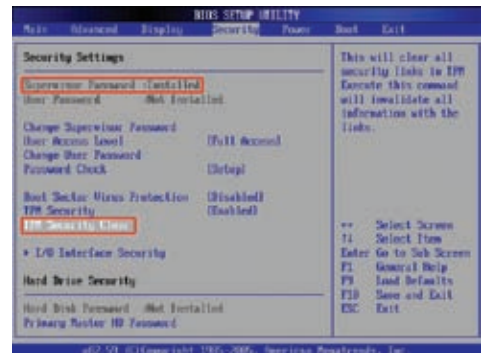 BIOS SETUP UTILITY
Main Advanced Display Security Power Boot Exit
Security Settings
Supervisor Password :Installed
User Password :Not Installed
Change Supervisor Password
User Access Level [Full Access]
Change User Password
Password Check [Setup]
Boot Sector Virus Protection [Disabled]
TPM Security [Enabled]
TPM Security Clear
I/O Interface Security
Hard Drive Security
Hard Disk Password :Not Installed
Primary Master HD Password
This will clear all
security links in TPM
Execute this command
will invalidate all
information with the
links.
Select Screen
Select Item
Enter Go to Sub Screen
F1 General Help
F9 Load Defaults
F10 Save and Exit
ESC Exit
v02.59 (C)Copyright 1985-2005, American Megatrends, Inc.